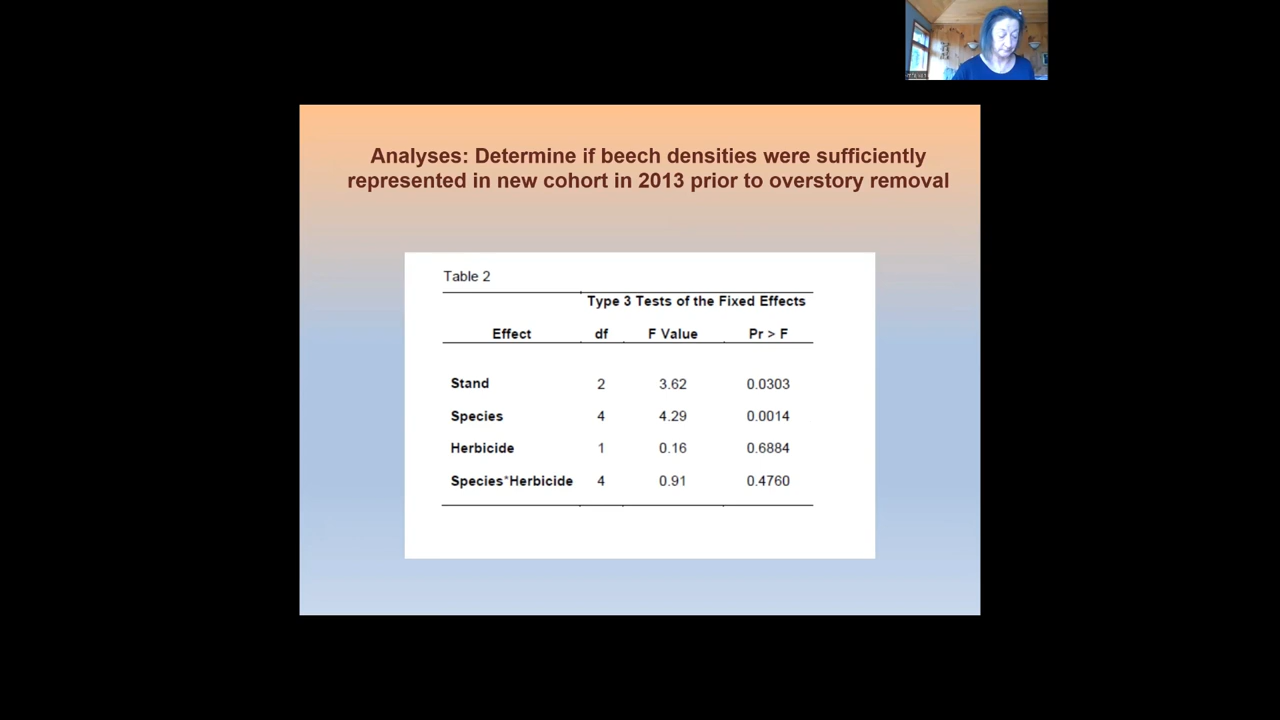 Analyses: Determine if beech densities were sufficiently
represented in new cohort in 2013 prior to overstory removal
Table 2
Type 3 Tests of the Fixed Effects
Effect df F Value Pr > F
Stand 2 3.62 0.0303
Species 4 4.29 0.0014
Herbicide 1 0.16 0.6884
Species*Herbicide 4 0.91 0.4760